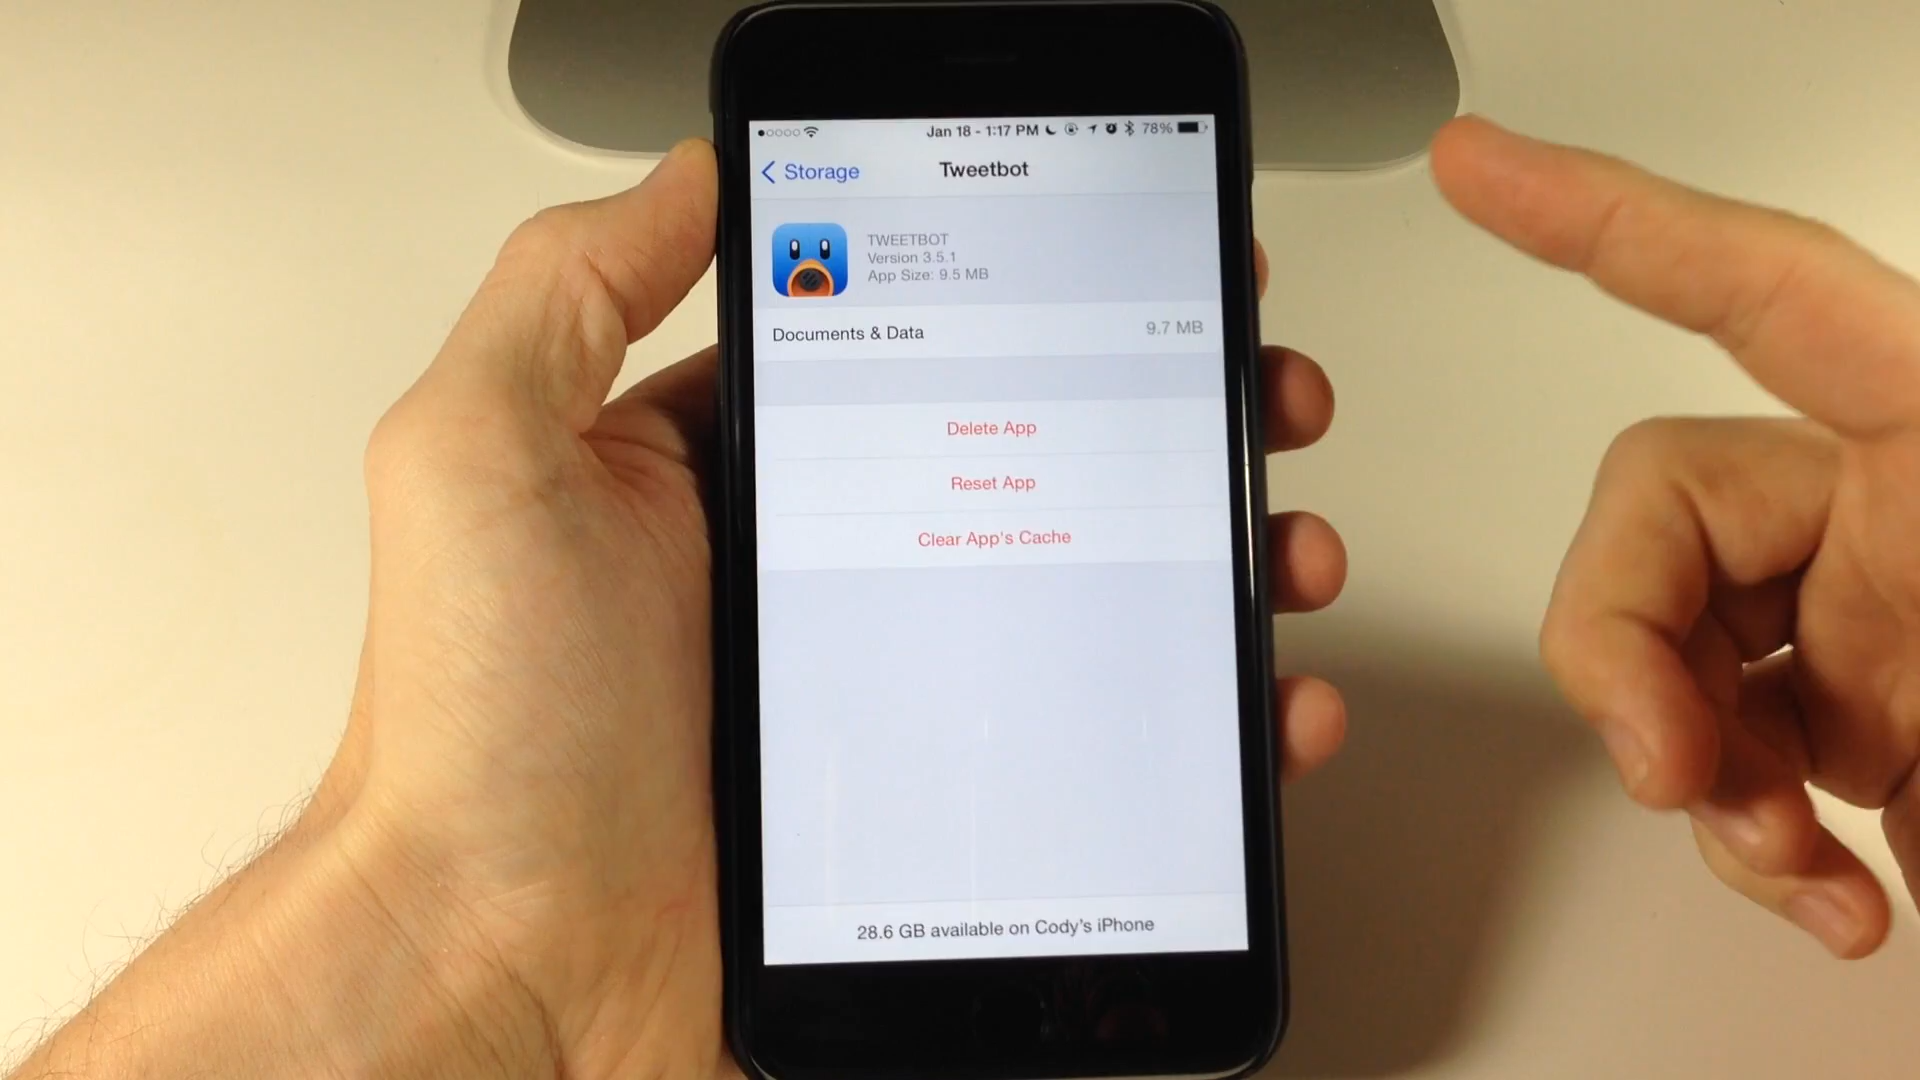 Jan 18 - 1:17 PM 78%
Storage
Tweetbot
TWEETBOT
Version 3.5.1
App Size: 9.5 MB
Documents & Data 9.7 MB
Delete App
Reset App
Clear App's Cache
28.6 GB available on Cody's iPhone